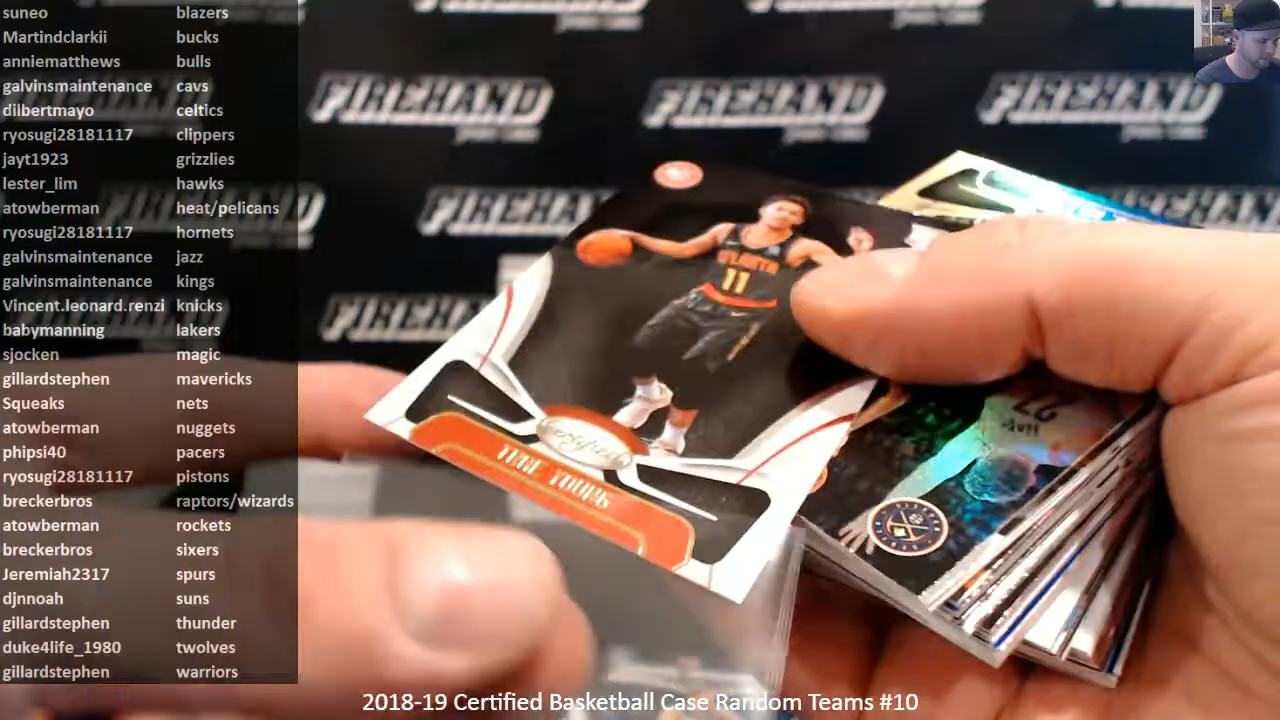 suneo blazers
Martindclarkii bucks
anniematthews bulls
galvinsmaintenance cavs
dilbertmayo celtics
ryosugi28181117 clippers
jayt1923 grizzlies
lester_lim hawks
atowberman heat/pelicans
ryosugi28181117 hornets
galvinsmaintenance jazz
galvinsmaintenance kings
Vincent.leonard.renzi knicks
babymanning lakers
sjocken magic
gillardstephen mavericks
Squeaks nets
atowberman nuggets
phipsi40 pacers
ryosugi28181117 pistons
breckerbros raptors/wizards
atowberman rockets
breckerbros sixers
Jeremiah2317 spurs
djnnoah suns
gillardstephen thunder
duke4life_1980 twolves
gillardstephen warriors
FIREHAND FIREHAND FIREHAND
FIREHAND FIREHAND
FIREHAND
ATLANTA
11
Certified
TRAE YOUNG
27
2018-19 Certified Basketball Case Random Teams #10